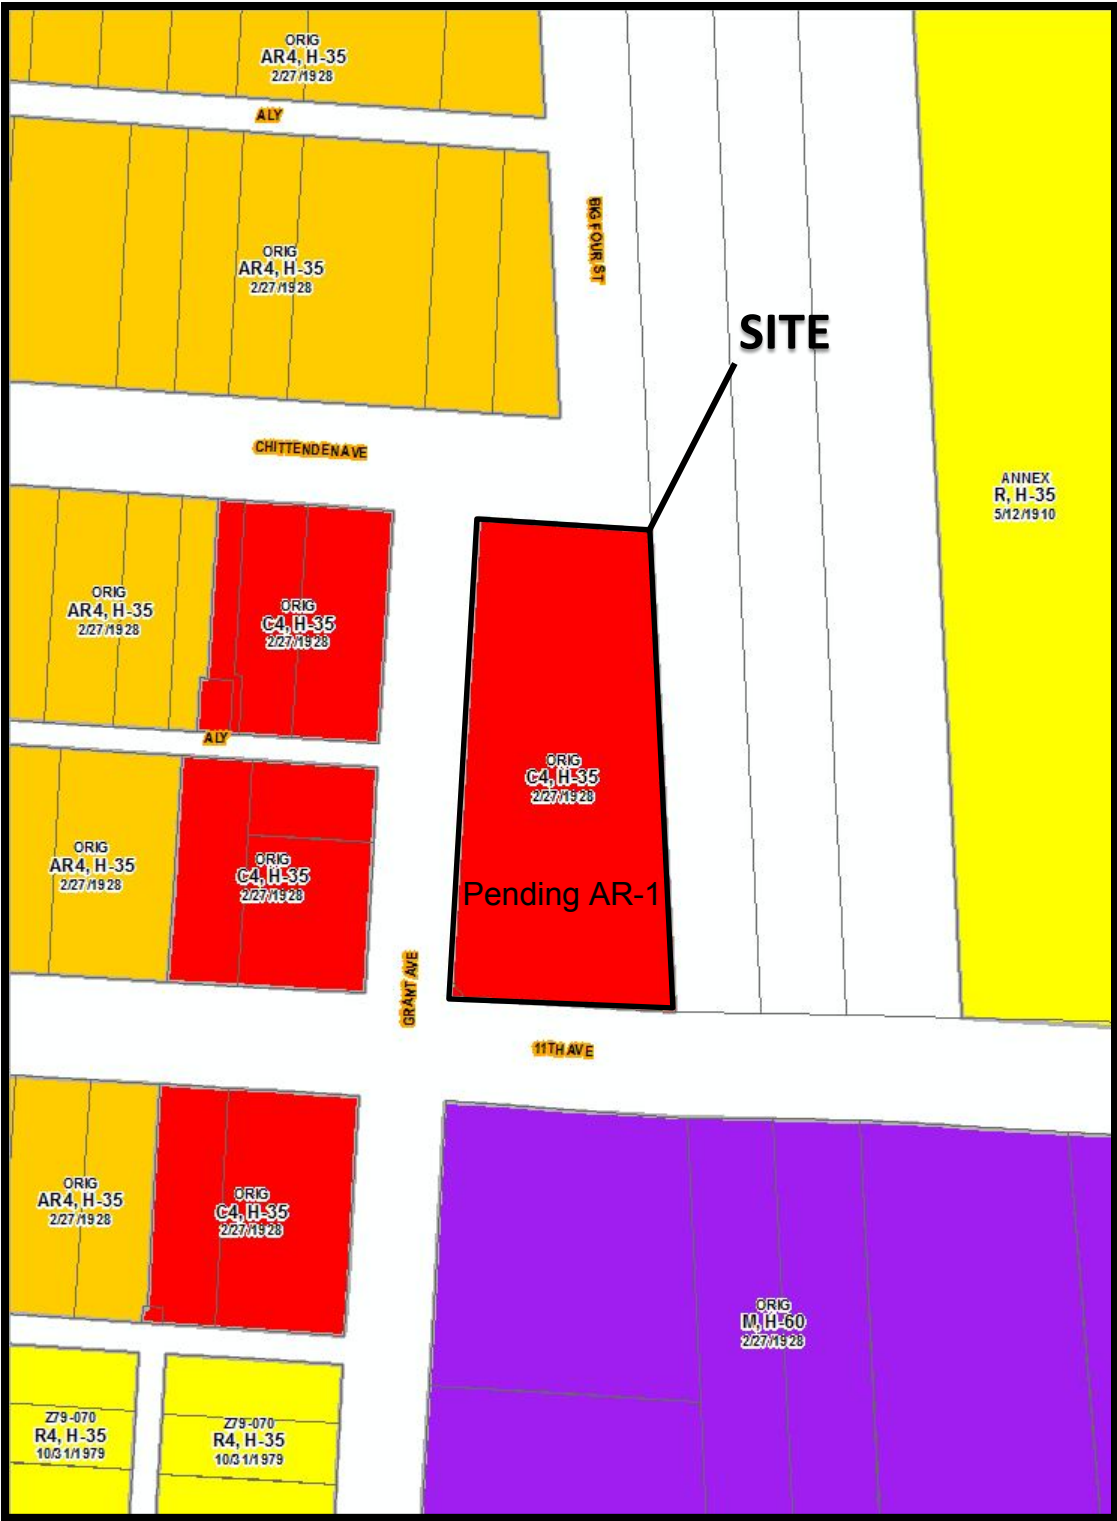 ORIG
AR4, H-35
2/27/1928
ALY
BIG FOUR ST
ORIG
AR4, H-35
2/27/1928
SITE
CHITTENDEN AVE
ANNEX
R, H-35
5/12/1910
ORIG
AR4, H-35
2/27/1928
ORIG
C4, H-35
2/27/1928
ALY
ORIG
C4, H-35
2/27/1928
ORIG
AR4, H-35
2/27/1928
ORIG
C4, H-35
2/27/1928
Pending AR-1
GRANT AVE
11TH AVE
ORIG
AR4, H-35
2/27/1928
ORIG
C4, H-35
2/27/1928
ORIG
M, H-60
2/27/1928
Z79-070
R4, H-35
10/31/1979
Z79-070
R4, H-35
10/31/1979